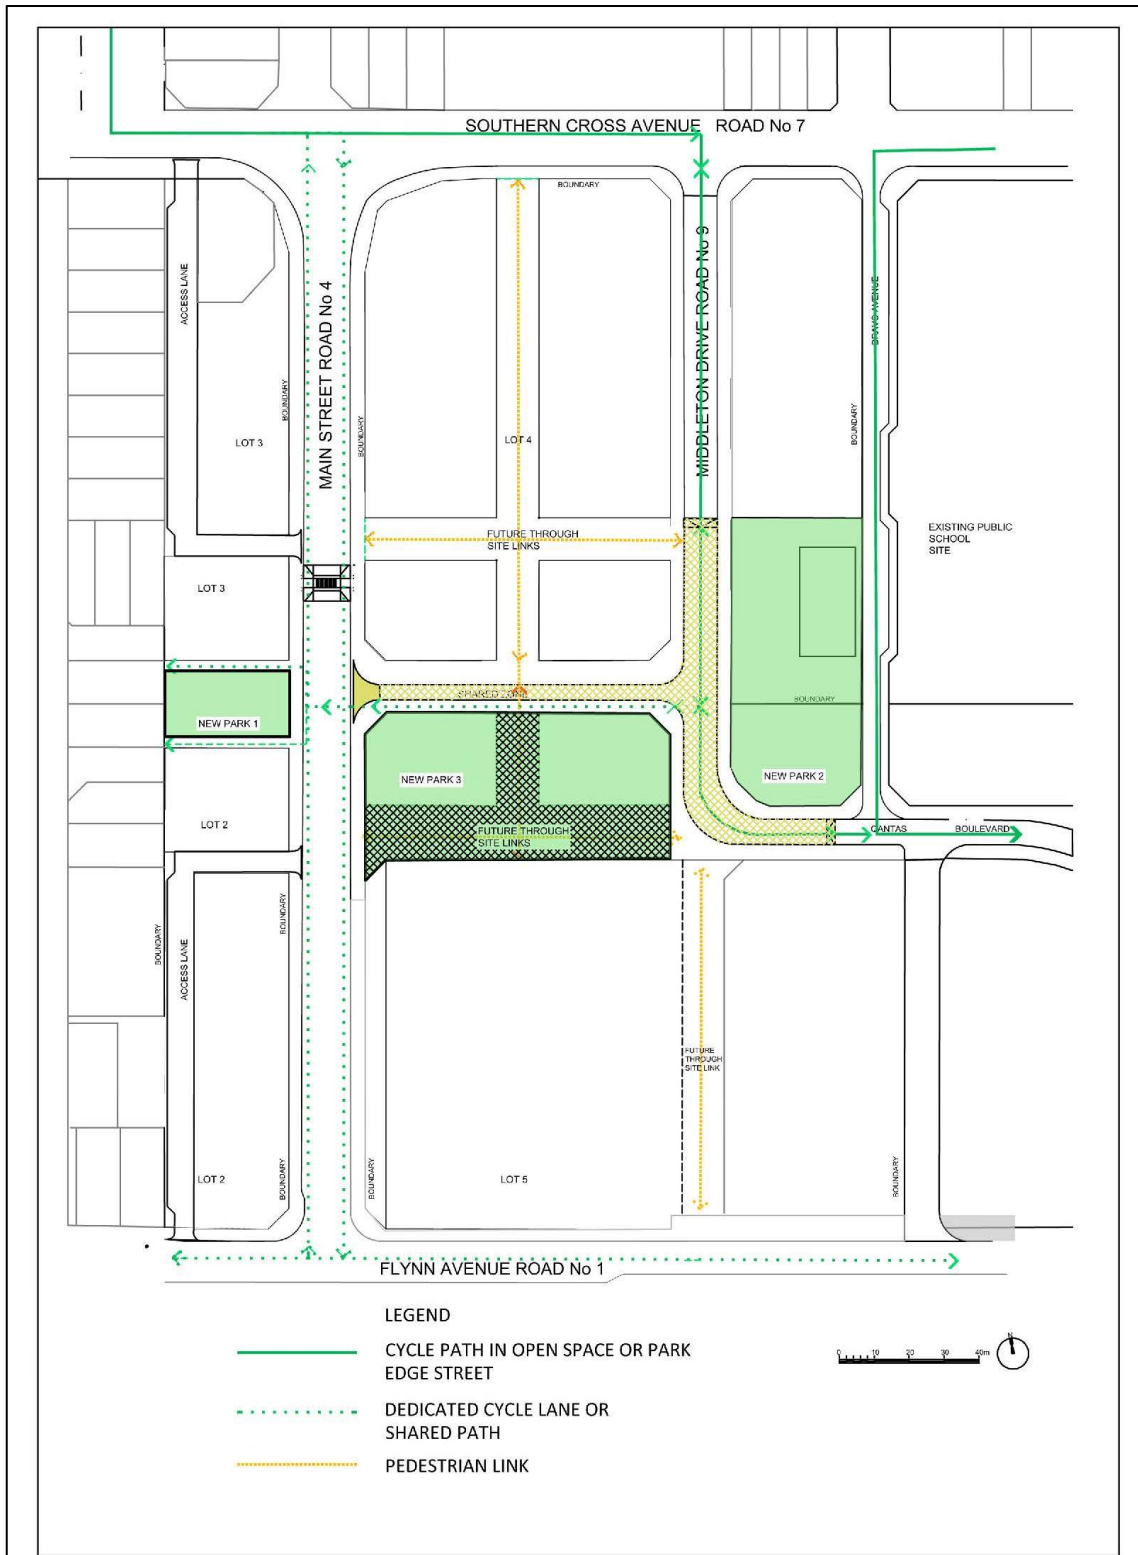 SOUTHERN CROSS AVENUE ROAD No 7
BOUNDARY
ACCESS LANE
MAIN STREET ROAD No 4
MIDDLETON DRIVE ROAD No 9
BRAVO AVENUE
BOUNDARY
BOUNDARY
BOUNDARY
LOT 3
LOT 4
EXISTING PUBLIC
SCHOOL
SITE
FUTURE THROUGH
SITE LINKS
LOT 3
SHARED ZONE
BOUNDARY
NEW PARK 1
NEW PARK 3
NEW PARK 2
LOT 2
FUTURE THROUGH
SITE LINKS
BOULEVARD
BOUNDARY
BOUNDARY
ACCESS LANE
FUTURE
THROUGH
SITE LINK
LOT 2
BOUNDARY
BOUNDARY
LOT 5
BOUNDARY
FLYNN AVENUE ROAD No 1
LEGEND
CYCLE PATH IN OPEN SPACE OR PARK
EDGE STREET
DEDICATED CYCLE LANE OR
SHARED PATH
PEDESTRIAN LINK
0 10 20 30 40m
N